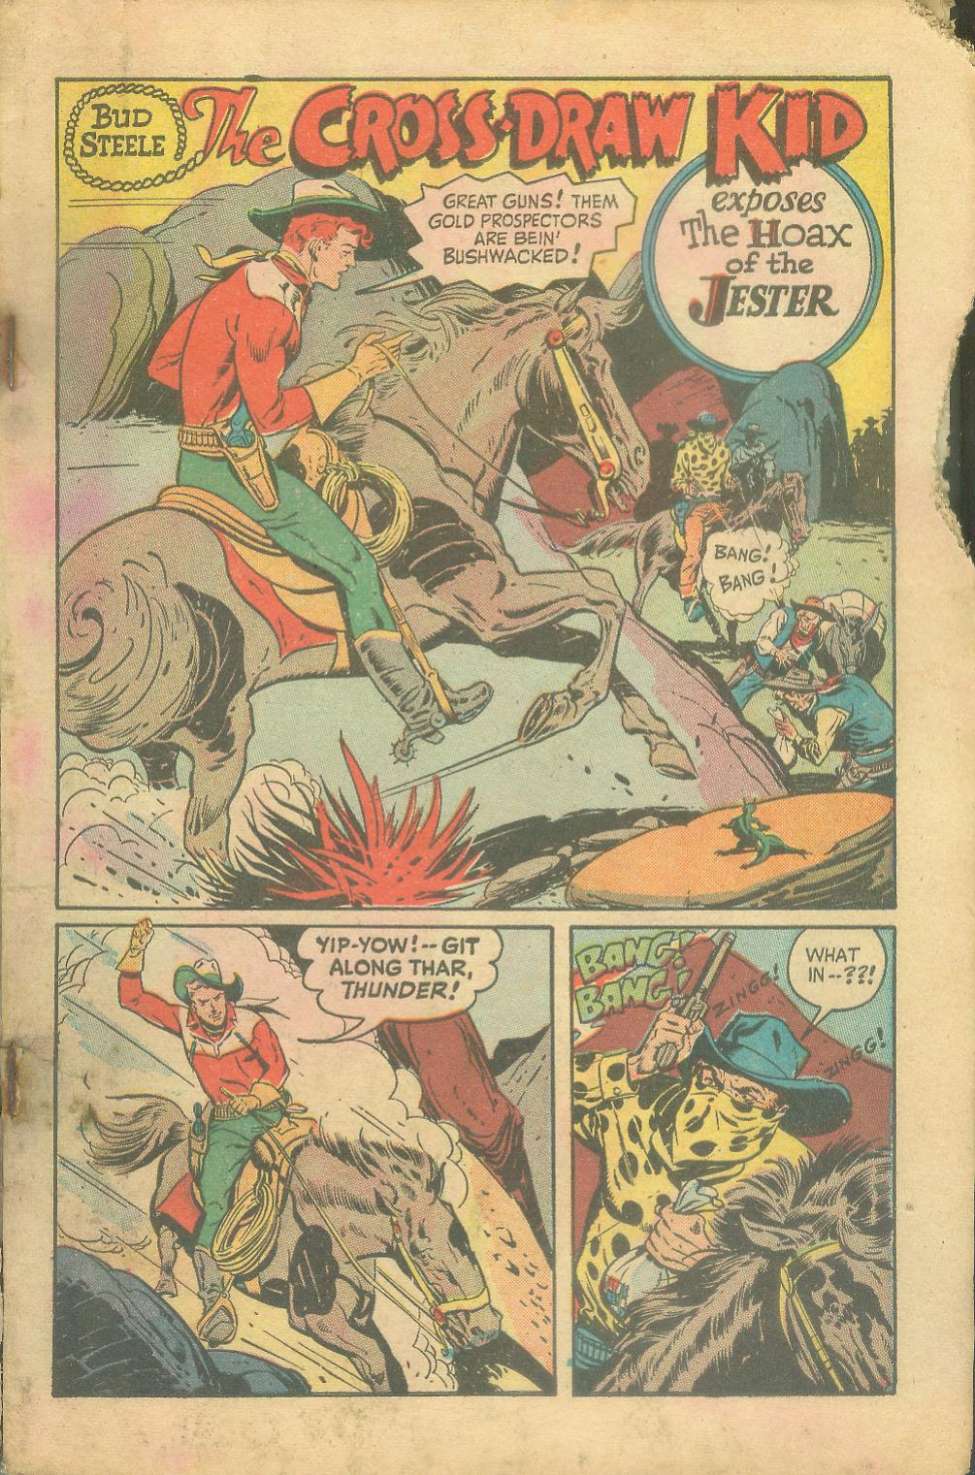 BUD
STEELE
The CROSS-DRAW KID
exposes
The HOAX
of the
JESTER
GREAT GUNS! THEM
GOLD PROSPECTORS
ARE BEIN'
BUSHWACKED!
BANG!
BANG!
YIP-YOW!--GIT
ALONG THAR,
THUNDER!
BANG!
BANG!
ZINGG!
WHAT
IN--??!
ZINGG!